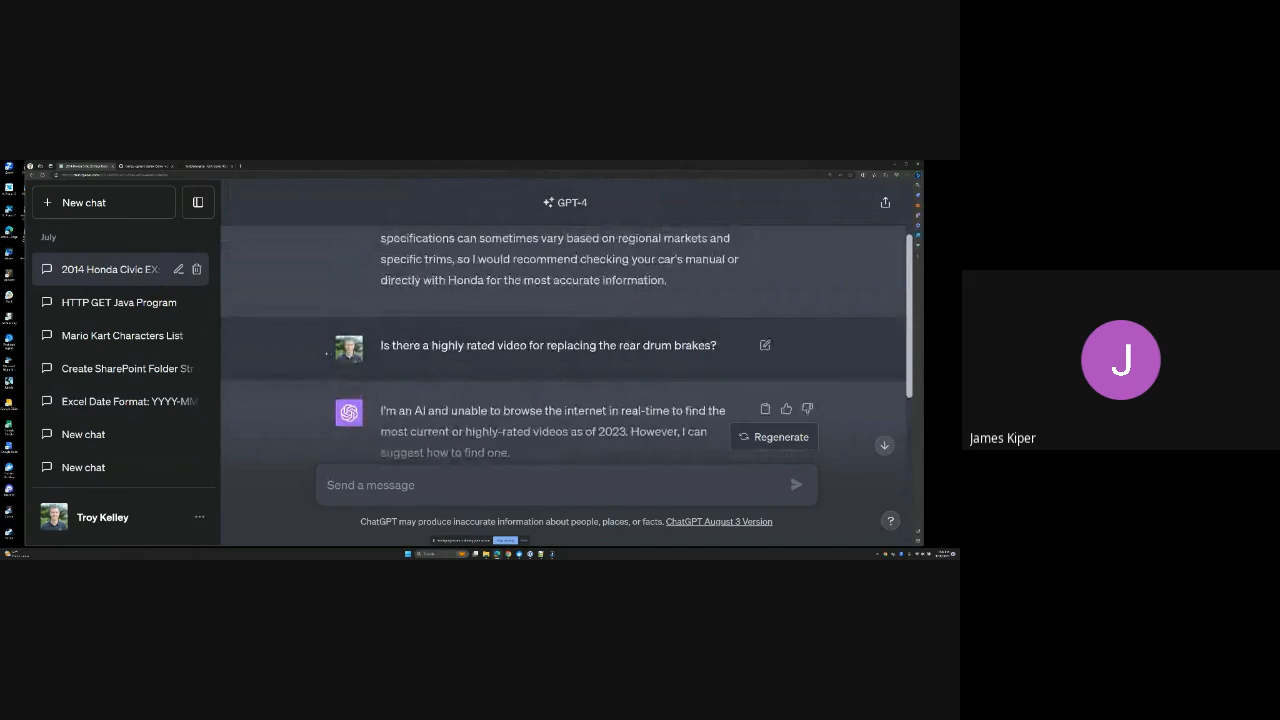 New chat
GPT-4
July
2014 Honda Civic EX
HTTP GET Java Program
Mario Kart Characters List
Create SharePoint Folder Str
Excel Date Format: YYYY-MM
New chat
New chat
Troy Kelley
specifications can sometimes vary based on regional markets and
specific trims, so I would recommend checking your car's manual or
directly with Honda for the most accurate information.
Is there a highly rated video for replacing the rear drum brakes?
I'm an AI and unable to browse the internet in real-time to find the
most current or highly-rated videos as of 2023. However, I can
suggest how to find one.
Regenerate
Send a message
ChatGPT may produce inaccurate information about people, places, or facts. ChatGPT August 3 Version
?
J
James Kiper